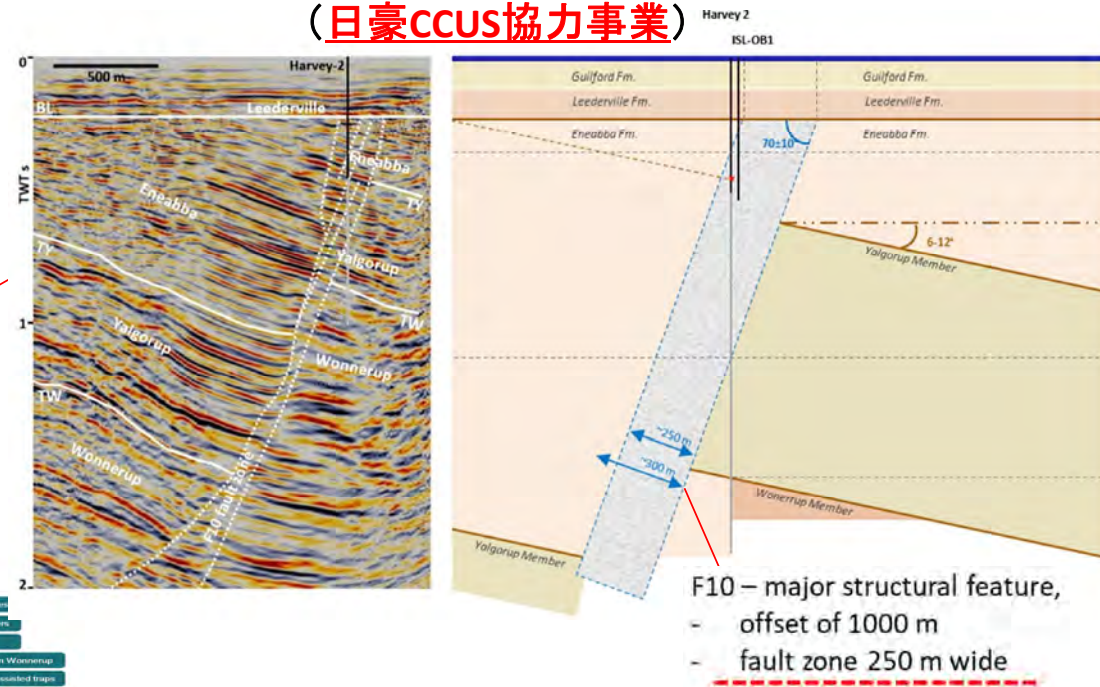 （日豪CCUS協力事業）
Harvey 2
ISL-OB1
0
500 m
Harvey-2
BL
Leederville
Eneabba
TY
Eneabba
TWT s
TY
Yalgorup
TW
1
Yalgorup
Wonnerup
TW
Wonnerup
F10 fault zone
2
Guilford Fm.
Guilford Fm.
Leederville Fm.
Leederville Fm.
Eneabba Fm.
Eneabba Fm.
70±10
6-12°
Yalgorup Member
~250 m
~300 m
Wonerrup Member
Yalgorup Member
F10 – major structural feature,
- offset of 1000 m
- fault zone 250 m wide
Wonnerup
traps